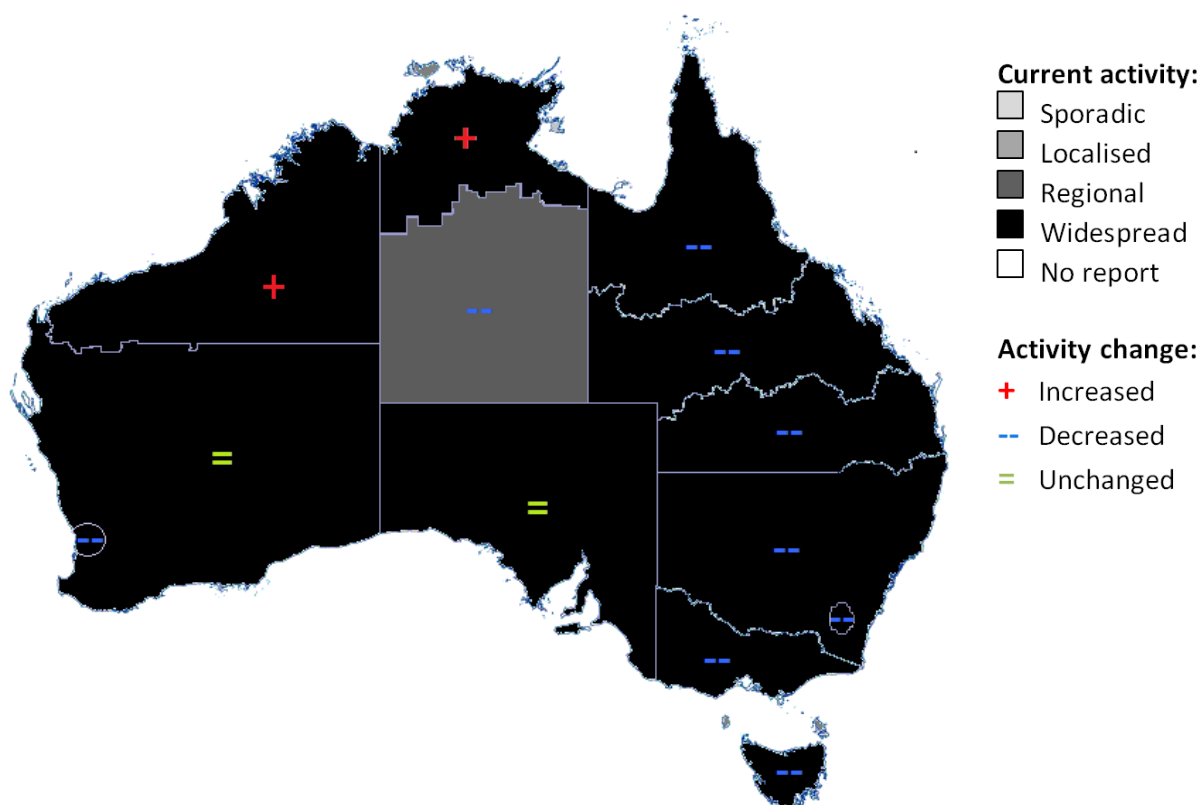 Current activity:
Sporadic
Localised
Regional
Widespread
No report
Activity change:
+ Increased
-- Decreased
= Unchanged